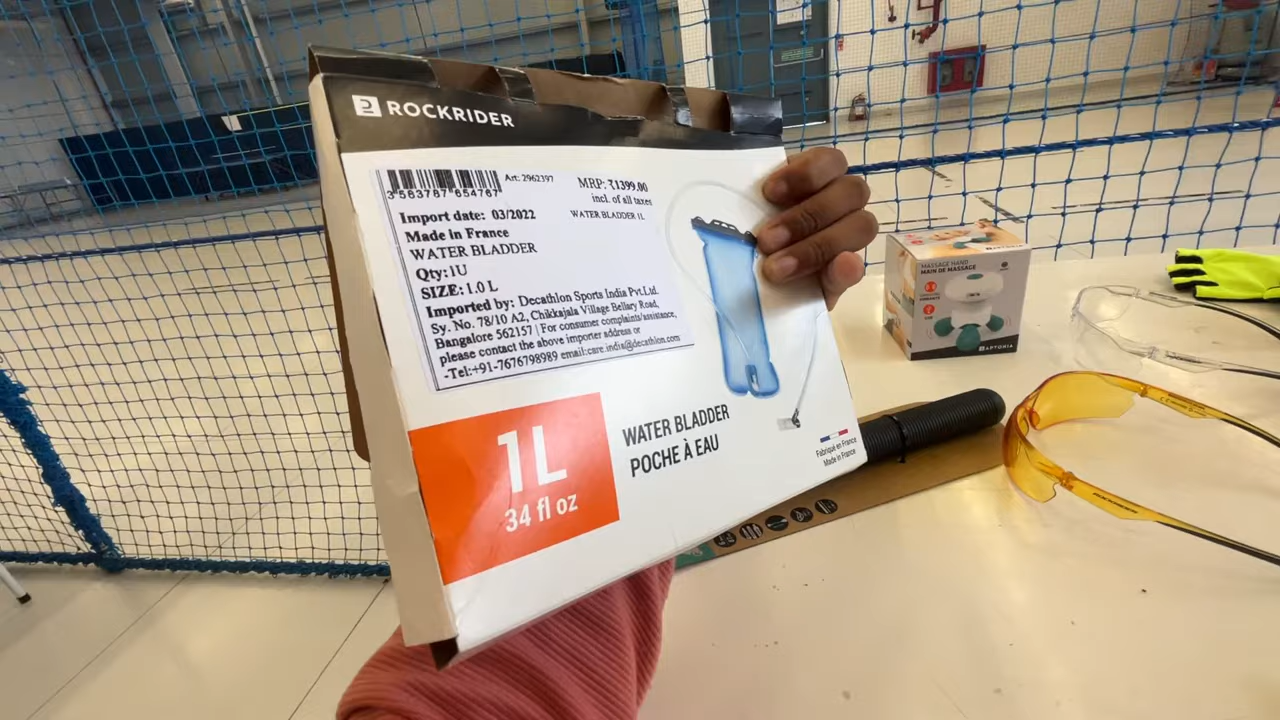 ROCKRIDER
3 583787 654767
Art: 2962397
MRP: ₹1399.00
incl. of all taxes
WATER BLADDER 1L
Import date: 03/2022
Made in France
WATER BLADDER
Qty: 1U
SIZE: 1.0 L
Imported by: Decathlon Sports India Pvt.Ltd.
Sy. No. 78/10 A2, Chikkajala Village Bellary Road,
Bangalore 562157 | For consumer complaints/assistance,
please contact the above importer address or
-Tel:+91-7676798989 email:care.india@decathlon.com
1L
34 fl oz
WATER BLADDER
POCHE À EAU
Fabriqué en France
Made in France
MASSAGE HAND
MAIN DE MASSAGE
APTONIA